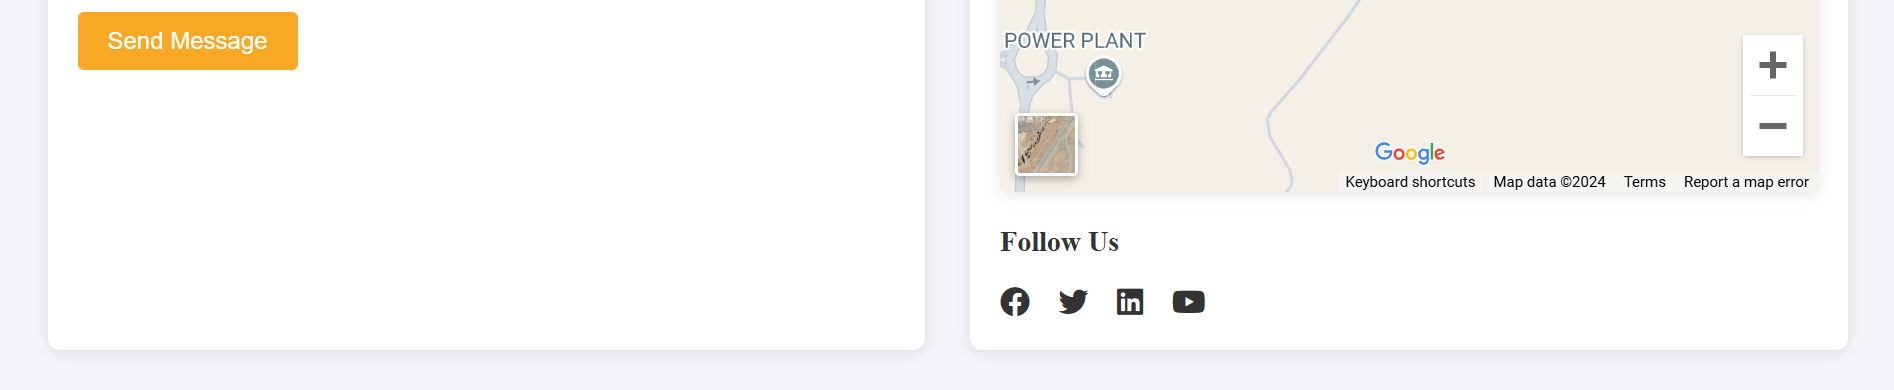 Send Message
POWER PLANT
Google
Keyboard shortcuts Map data ©2024 Terms Report a map error
Follow Us